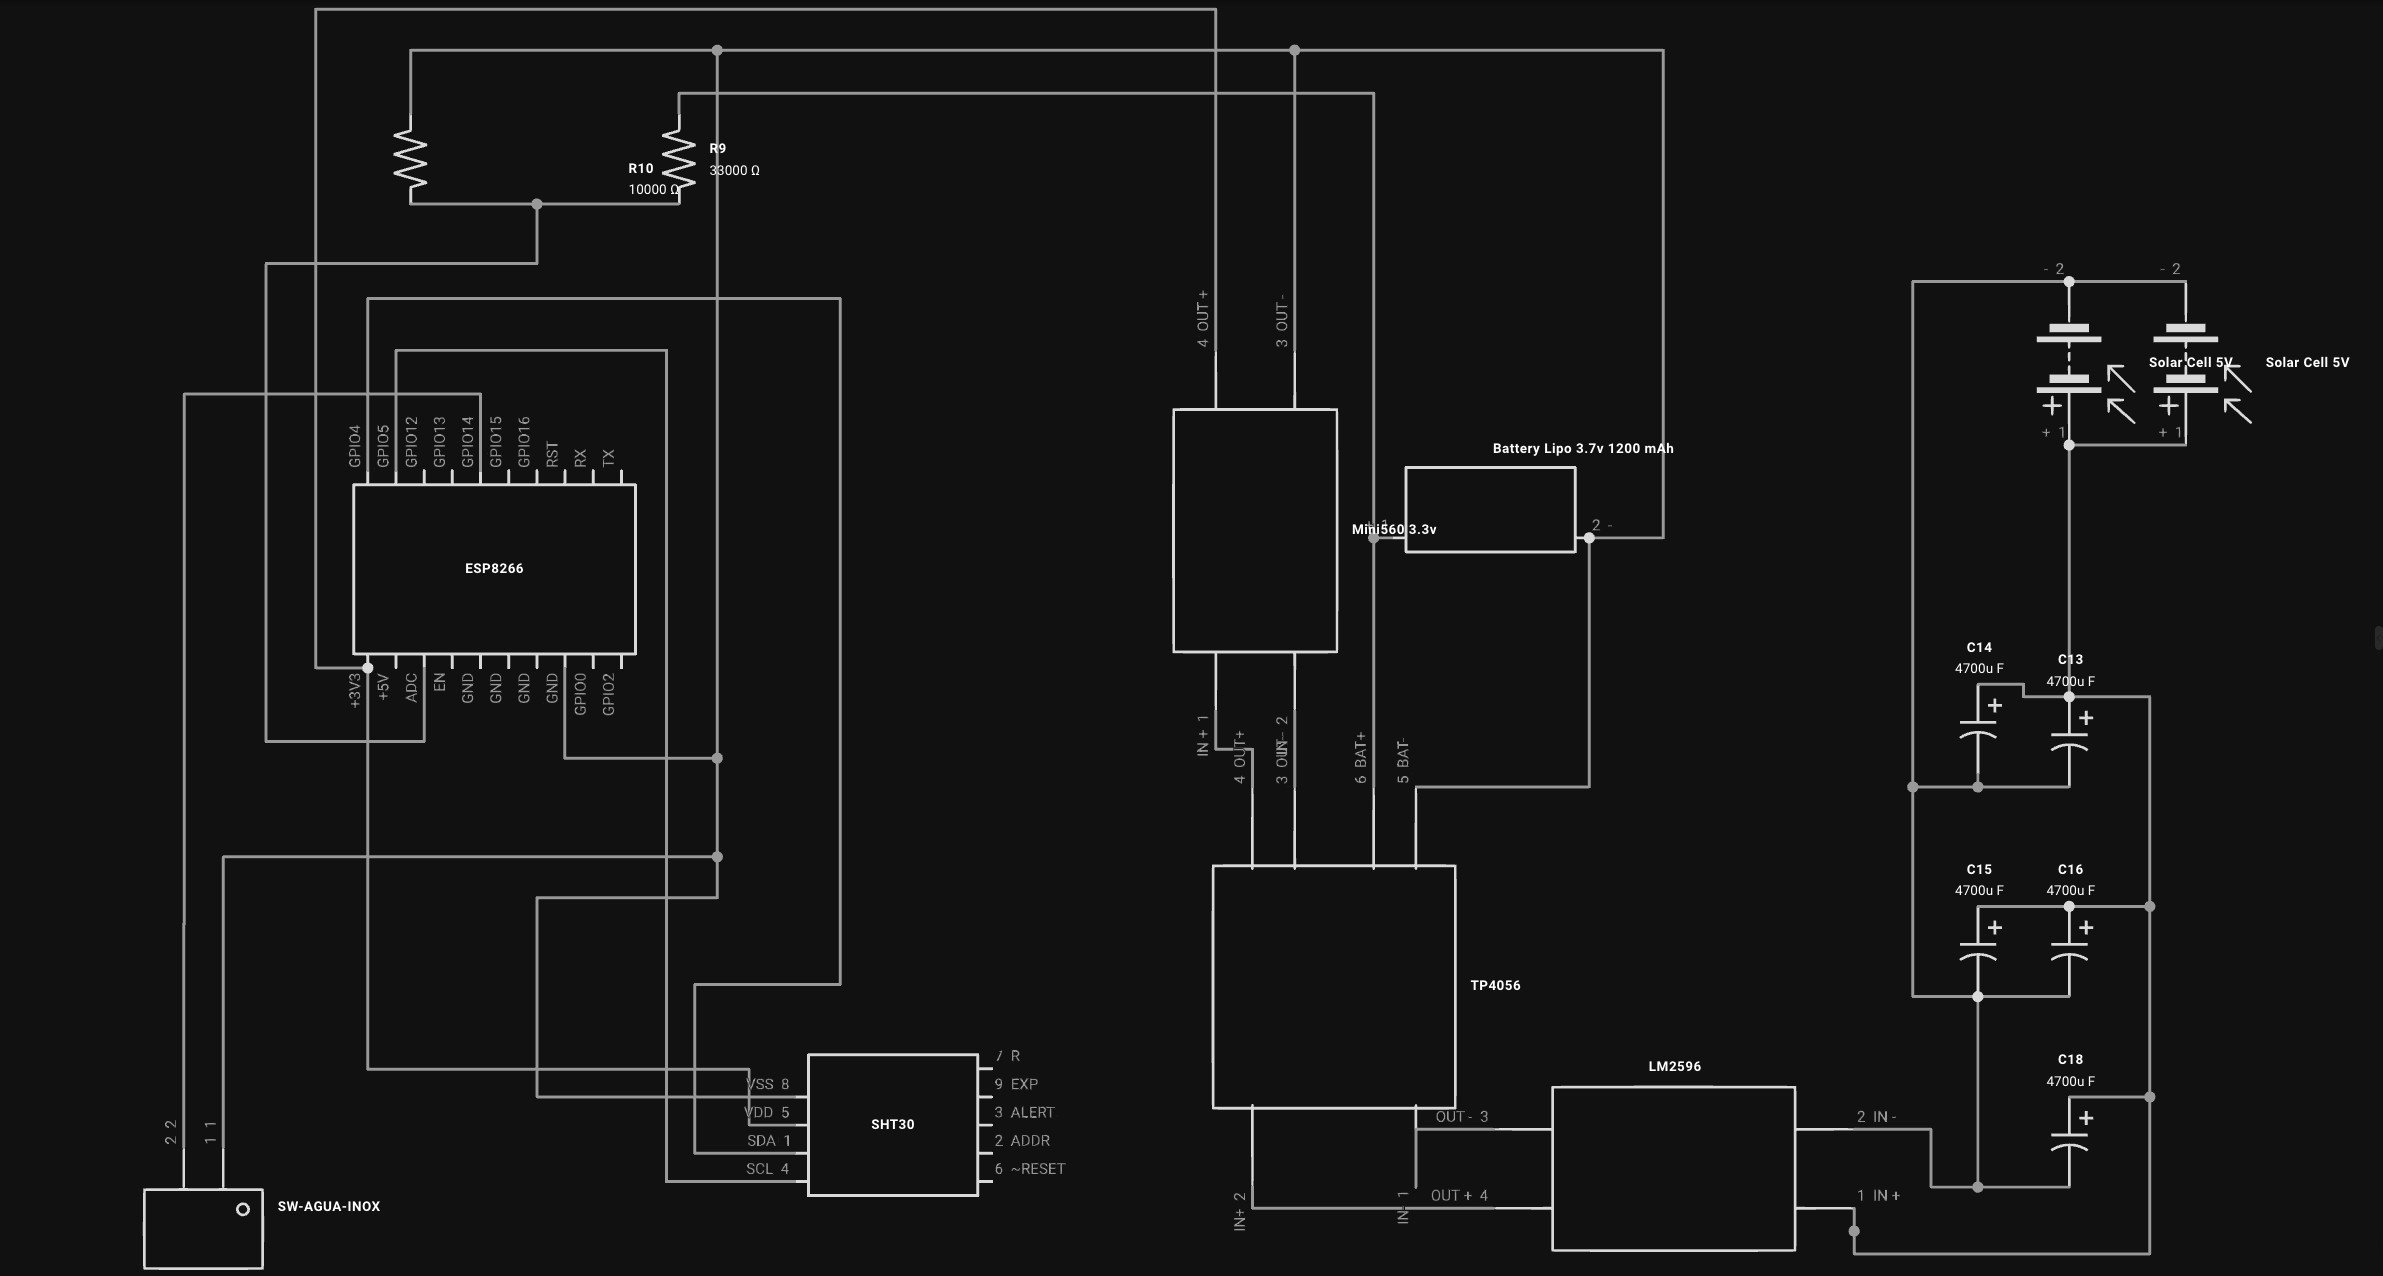 R9
R10
33000 Ω
10000 Ω
- 2
- 2
4 OUT+
3 OUT-
Solar Cell 5V
Solar Cell 5V
+ 1
+ 1
GPIO4
GPIO5
GPIO12
GPIO13
GPIO14
GPIO15
GPIO16
RST
RX
TX
Battery Lipo 3.7v 1200 mAh
Mini560 3.3v
2 -
ESP8266
+3V3
+5V
ADC
EN
GND
GND
GND
GND
GPIO0
GPIO2
C14
4700u F
C13
4700u F
IN+ 1
4 OUT+
IN- 2
3 OUT-
6 BAT+
5 BAT-
C15
4700u F
C16
4700u F
TP4056
LM2596
C18
4700u F
7 R
VSS 8
9 EXP
VDD 5
3 ALERT
SHT30
SDA 1
2 ADDR
SCL 4
6 ~RESET
OUT- 3
2 IN-
OUT+ 4
1 IN+
IN+ 2
IN- 1
2 2
1 1
SW-AGUA-INOX